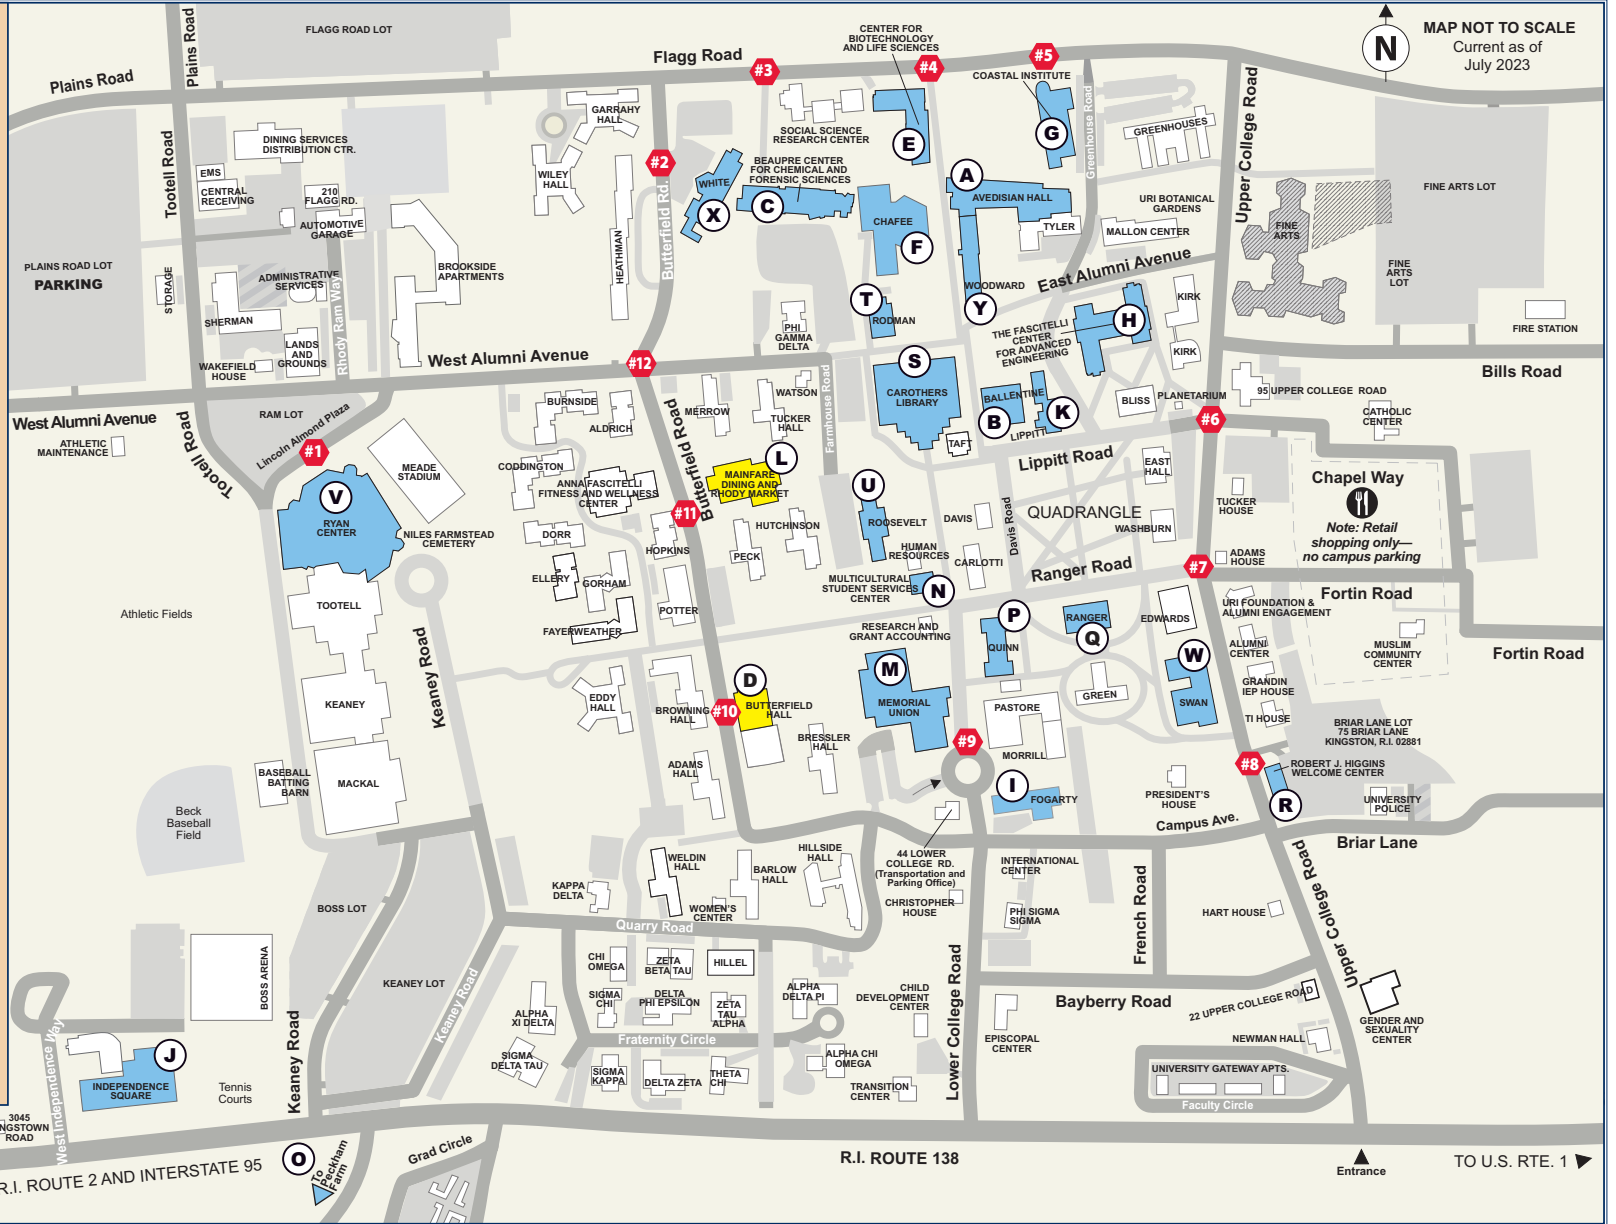 FLAGG ROAD LOT
Plains Road
Plains Road
Flagg Road
#3
#4
#5
CENTER FOR
BIOTECHNOLOGY
AND LIFE SCIENCES
COASTAL INSTITUTE
N
MAP NOT TO SCALE
Current as of
July 2023
Tootell Road
DINING SERVICES
DISTRIBUTION CTR.
EMS
CENTRAL
RECEIVING
210
FLAGG RD.
AUTOMOTIVE
GARAGE
GARRAHY
HALL
WILEY
HALL
HEATHMAN
#2
Butterfield Rd.
WHITE
X
SOCIAL SCIENCE
RESEARCH CENTER
BEAUPRE CENTER
FOR CHEMICAL AND
FORENSIC SCIENCES
C
E
G
Greenhouse Road
GREENHOUSES
Upper College Road
A
AVEDISIAN HALL
CHAFEE
F
TYLER
URI BOTANICAL
GARDENS
MALLON CENTER
FINE
ARTS
FINE ARTS LOT
FINE
ARTS
LOT
FIRE STATION
PLAINS ROAD LOT
PARKING
STORAGE
ADMINISTRATIVE
SERVICES
SHERMAN
Rhody Ram Way
BROOKSIDE
APARTMENTS
LANDS
AND
GROUNDS
WAKEFIELD
HOUSE
East Alumni Avenue
WOODWARD
Y
T
RODMAN
PHI
GAMMA
DELTA
THE FASCITELLI
CENTER
FOR ADVANCED
ENGINEERING
H
KIRK
KIRK
West Alumni Avenue
#12
Bills Road
West Alumni Avenue
ATHLETIC
MAINTENANCE
Tootell Road
RAM LOT
Lincoln Almond Plaza
#1
MEADE
STADIUM
BURNSIDE
ALDRICH
Butterfield Road
MERROW
WATSON
TUCKER
HALL
Farmhouse Road
S
CAROTHERS
LIBRARY
TAFT
BALLENTINE
B
K
LIPPITT
BLISS
PLANETARIUM
95 UPPER COLLEGE ROAD
#6
CATHOLIC
CENTER
Lippitt Road
EAST
HALL
V
RYAN
CENTER
NILES FARMSTEAD
CEMETERY
CODDINGTON
ANNA FASCITELLI
FITNESS AND WELLNESS
CENTER
L
MAINFARE
DINING AND
RHODY MARKET
#11
U
ROOSEVELT
DAVIS
Davis Road
QUADRANGLE
WASHBURN
TUCKER
HOUSE
Chapel Way
Note: Retail
shopping only—
no campus parking
DORR
HOPKINS
PECK
HUTCHINSON
HUMAN
RESOURCES
CARLOTTI
Ranger Road
#7
ADAMS
HOUSE
Fortin Road
ELLERY
GORHAM
POTTER
FAYERWEATHER
MULTICULTURAL
STUDENT SERVICES
CENTER
N
RESEARCH AND
GRANT ACCOUNTING
P
QUINN
RANGER
Q
EDWARDS
URI FOUNDATION &
ALUMNI ENGAGEMENT
ALUMNI
CENTER
MUSLIM
COMMUNITY
CENTER
Fortin Road
Athletic Fields
TOOTELL
Keaney Road
KEANEY
EDDY
HALL
BROWNING
HALL
D
BUTTERFIELD
HALL
#10
BRESSLER
HALL
M
MEMORIAL
UNION
#9
PASTORE
MORRILL
GREEN
W
SWAN
GRANDIN
IEP HOUSE
TI HOUSE
BRIAR LANE LOT
75 BRIAR LANE
KINGSTON, R.I. 02881
#8
ROBERT J. HIGGINS
WELCOME CENTER
R
UNIVERSITY
POLICE
BASEBALL
BATTING
BARN
MACKAL
ADAMS
HALL
I
FOGARTY
PRESIDENT'S
HOUSE
Campus Ave.
Briar Lane
Beck
Baseball
Field
WELDIN
HALL
BARLOW
HALL
HILLSIDE
HALL
44 LOWER
COLLEGE RD.
(Transportation and
Parking Office)
INTERNATIONAL
CENTER
CHRISTOPHER
HOUSE
KAPPA
DELTA
WOMEN'S
CENTER
PHI SIGMA
SIGMA
French Road
HART HOUSE
Upper College Road
BOSS LOT
Quarry Road
BOSS ARENA
KEANEY LOT
Keaney Road
CHI
OMEGA
ZETA
BETA TAU
HILLEL
SIGMA
CHI
DELTA
PHI EPSILON
ZETA
TAU
ALPHA
ALPHA
DELTA PI
CHILD
DEVELOPMENT
CENTER
Lower College Road
Bayberry Road
22 UPPER COLLEGE ROAD
GENDER AND
SEXUALITY
CENTER
ALPHA
XI DELTA
EPISCOPAL
CENTER
NEWMAN HALL
Fraternity Circle
SIGMA
DELTA TAU
SIGMA
KAPPA
DELTA ZETA
THETA
CHI
ALPHA CHI
OMEGA
TRANSITION
CENTER
UNIVERSITY GATEWAY APTS.
Faculty Circle
West Independence Way
J
INDEPENDENCE
SQUARE
Tennis
Courts
Keaney Road
3045
NGSTOWN
ROAD
R.I. ROUTE 2 AND INTERSTATE 95
O
To
Peckham
Farm
Grad Circle
R.I. ROUTE 138
Entrance
TO U.S. RTE. 1